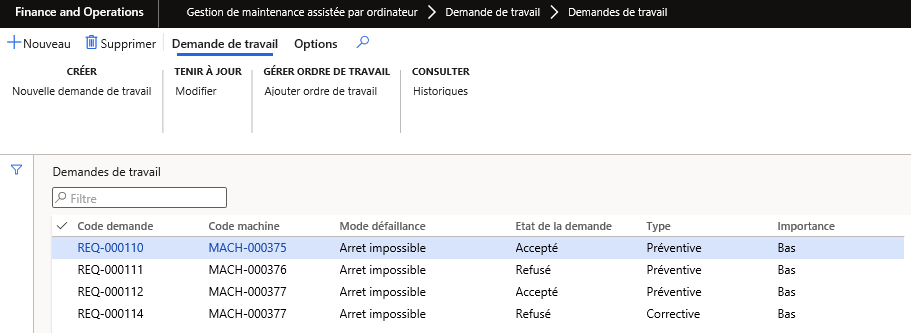 Finance and Operations Gestion de maintenance assistée par ordinateur Demande de travail Demandes de travail
Nouveau Supprimer Demande de travail Options
CRÉER TENIR À JOUR GÉRER ORDRE DE TRAVAIL CONSULTER
Nouvelle demande de travail Modifier Ajouter ordre de travail Historiques
Demandes de travail
Filtre
Code demande Code machine Mode défaillance Etat de la demande Type Importance
REQ-000110 MACH-000375 Arret impossible Accepté Préventive Bas
REQ-000111 MACH-000376 Arret impossible Refusé Préventive Bas
REQ-000112 MACH-000377 Arret impossible Accepté Préventive Bas
REQ-000114 MACH-000377 Arret impossible Refusé Corrective Bas